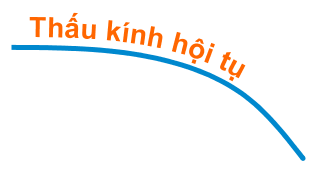 Thấu kính hội tụ